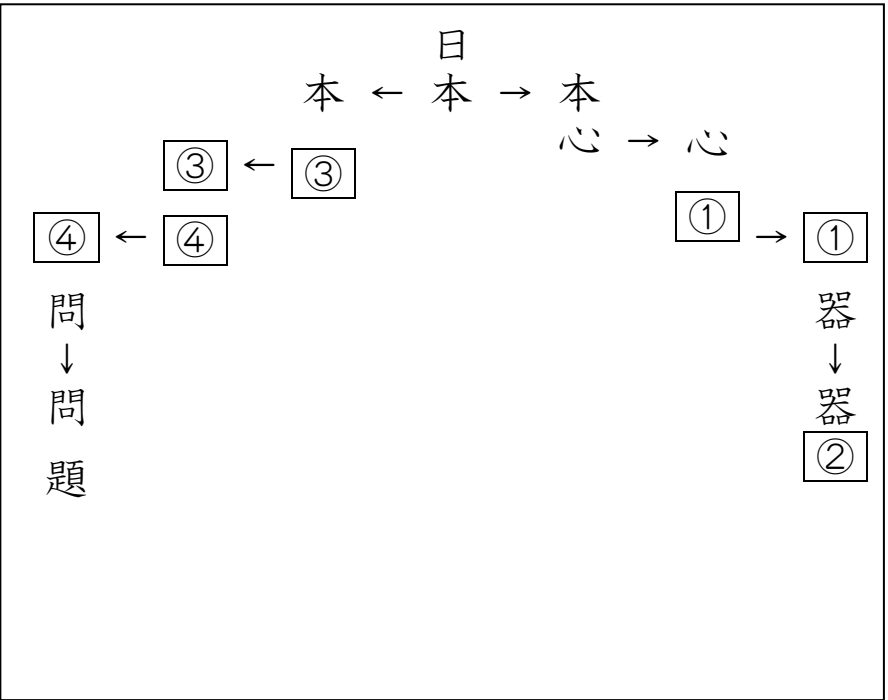 日
本 ← 本 → 本
心 → 心
③ ← ③
① → ①
④ ← ④
問 器
↓ ↓
問 器
題 ②